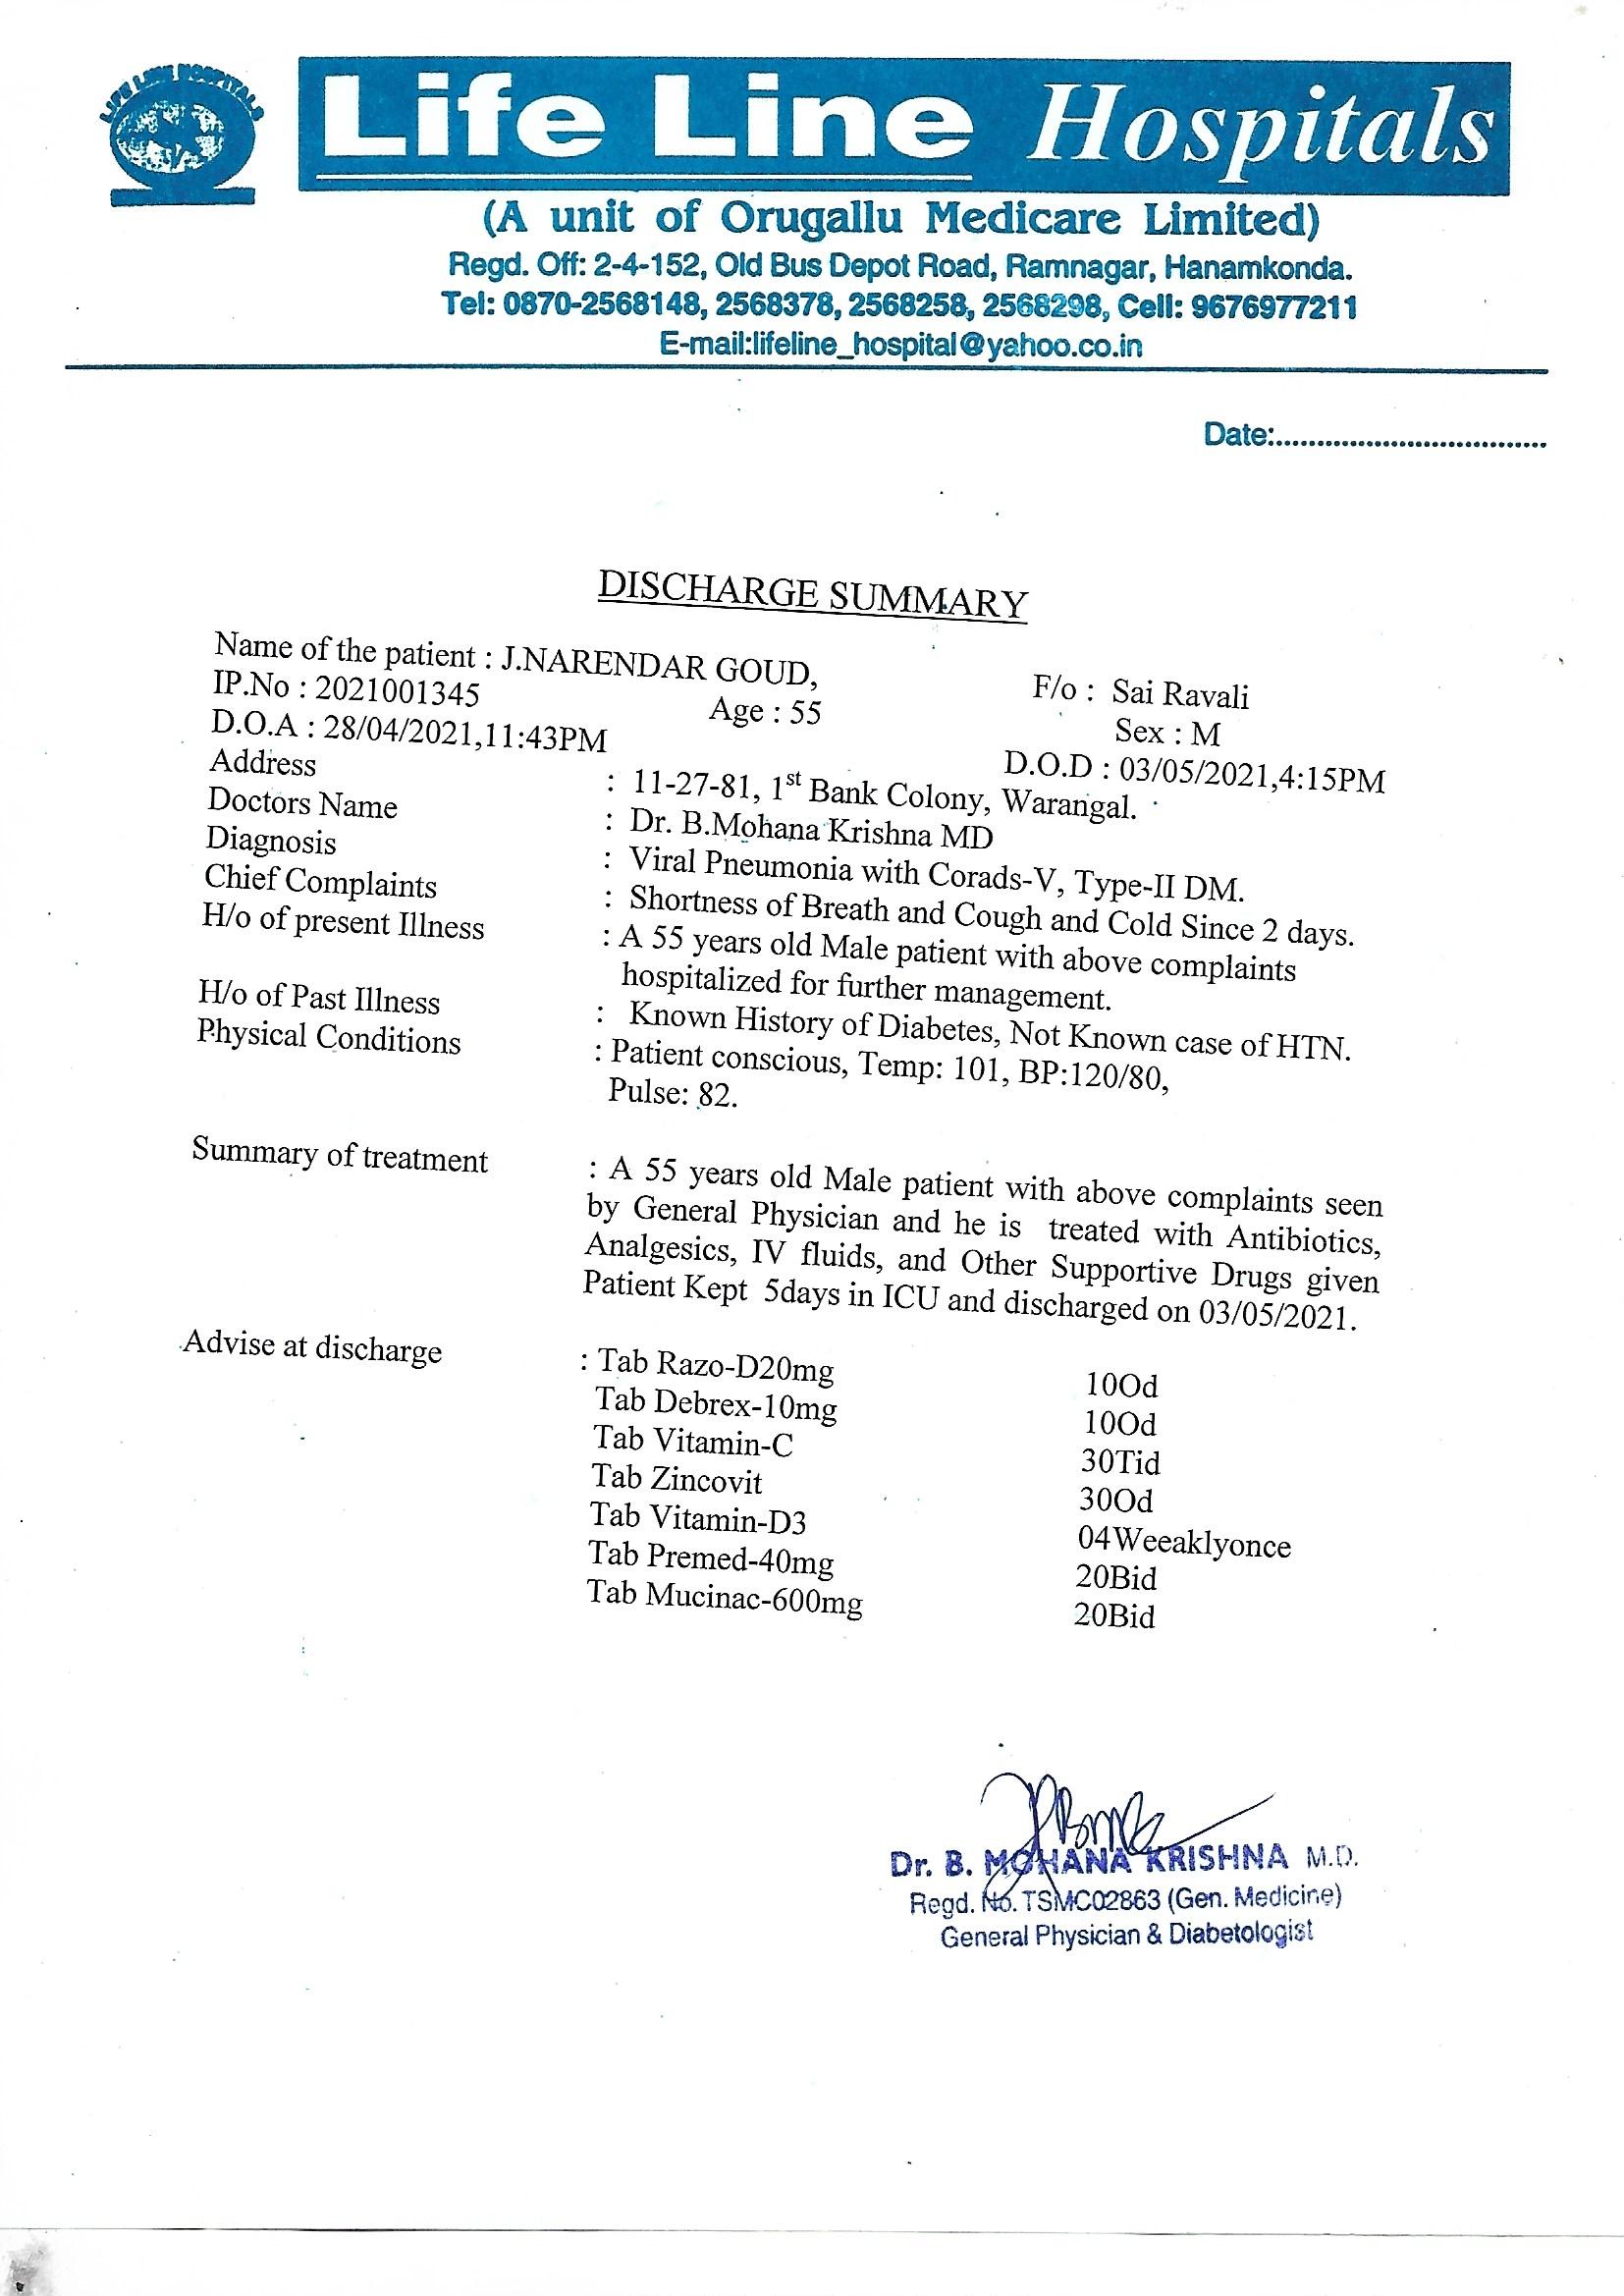 LIFE LINE HOSPITALS
Life Line Hospitals
(A unit of Orugallu Medicare Limited)
Regd. Off: 2-4-152, Old Bus Depot Road, Ramnagar, Hanamkonda.
Tel: 0870-2568148, 2568378, 2568258, 2568298, Cell: 9676977211
E-mail:lifeline_hospital@yahoo.co.in
Date:.................................
DISCHARGE SUMMARY
Name of the patient : J.NARENDAR GOUD, F/o : Sai Ravali
IP.No : 2021001345 Age : 55 Sex : M
D.O.A : 28/04/2021,11:43PM D.O.D : 03/05/2021,4:15PM
Address : 11-27-81, 1st Bank Colony, Warangal.
Doctors Name : Dr. B.Mohana Krishna MD
Diagnosis : Viral Pneumonia with Corads-V, Type-II DM.
Chief Complaints : Shortness of Breath and Cough and Cold Since 2 days.
H/o of present Illness : A 55 years old Male patient with above complaints
hospitalized for further management.
H/o of Past Illness : Known History of Diabetes, Not Known case of HTN.
Physical Conditions : Patient conscious, Temp: 101, BP:120/80,
Pulse: 82.
Summary of treatment : A 55 years old Male patient with above complaints seen
by General Physician and he is treated with Antibiotics,
Analgesics, IV fluids, and Other Supportive Drugs given
Patient Kept 5days in ICU and discharged on 03/05/2021.
Advise at discharge : Tab Razo-D20mg 10Od
Tab Debrex-10mg 10Od
Tab Vitamin-C 30Tid
Tab Zincovit 30Od
Tab Vitamin-D3 04Weeaklyonce
Tab Premed-40mg 20Bid
Tab Mucinac-600mg 20Bid
Dr. B. MOHANA KRISHNA M.D.
Regd. No. TSMC02863 (Gen. Medicine)
General Physician & Diabetologist